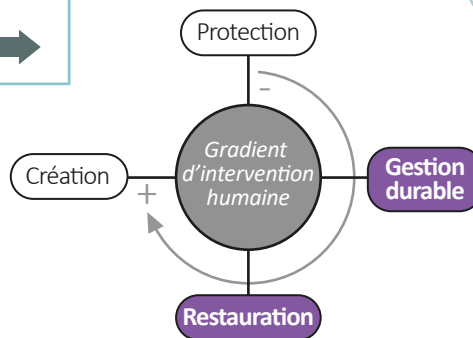 Protection
-
Gradient
d'intervention
humaine
Création
+
Gestion
durable
Restauration